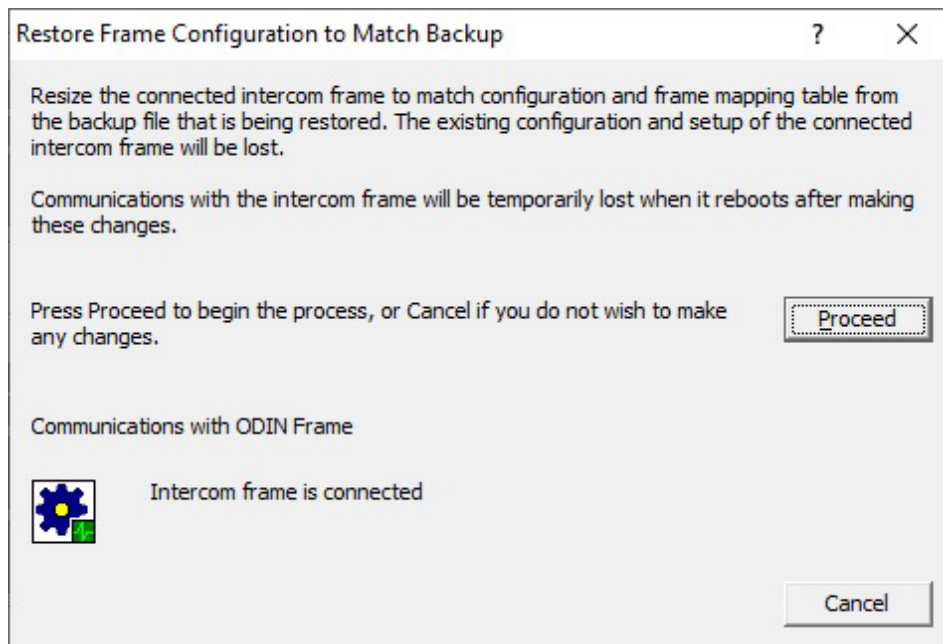 Restore Frame Configuration to Match Backup
Resize the connected intercom frame to match configuration and frame mapping table from
the backup file that is being restored. The existing configuration and setup of the connected
intercom frame will be lost.
Communications with the intercom frame will be temporarily lost when it reboots after making
these changes.
Press Proceed to begin the process, or Cancel if you do not wish to make
any changes.
Proceed
Communications with ODIN Frame
Intercom frame is connected
Cancel